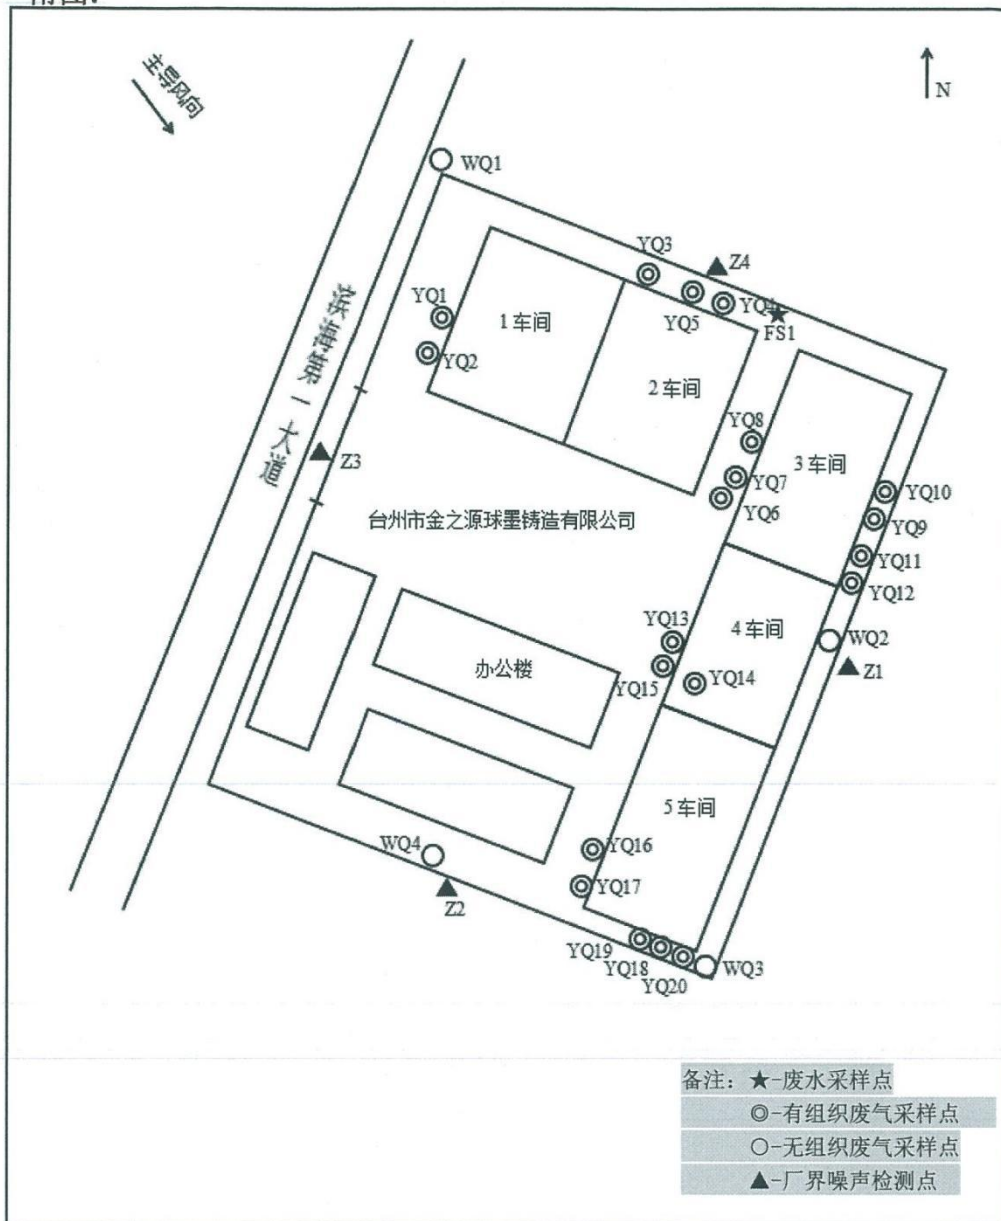 附图:
主导风向
N
WQ1
YQ3
Z4
YQ1
YQ5
YQ4
FS1
1车间
YQ2
2车间
YQ8
3车间
大道
Z3
YQ7
YQ10
YQ6
YQ9
台州市金之源球墨铸造有限公司
YQ11
YQ12
YQ13
4车间
WQ2
办公楼
YQ15
YQ14
Z1
5车间
WQ4
YQ16
YQ17
Z2
YQ19
YQ18
WQ3
YQ20
备注：★-废水采样点
◎-有组织废气采样点
○-无组织废气采样点
▲-厂界噪声检测点